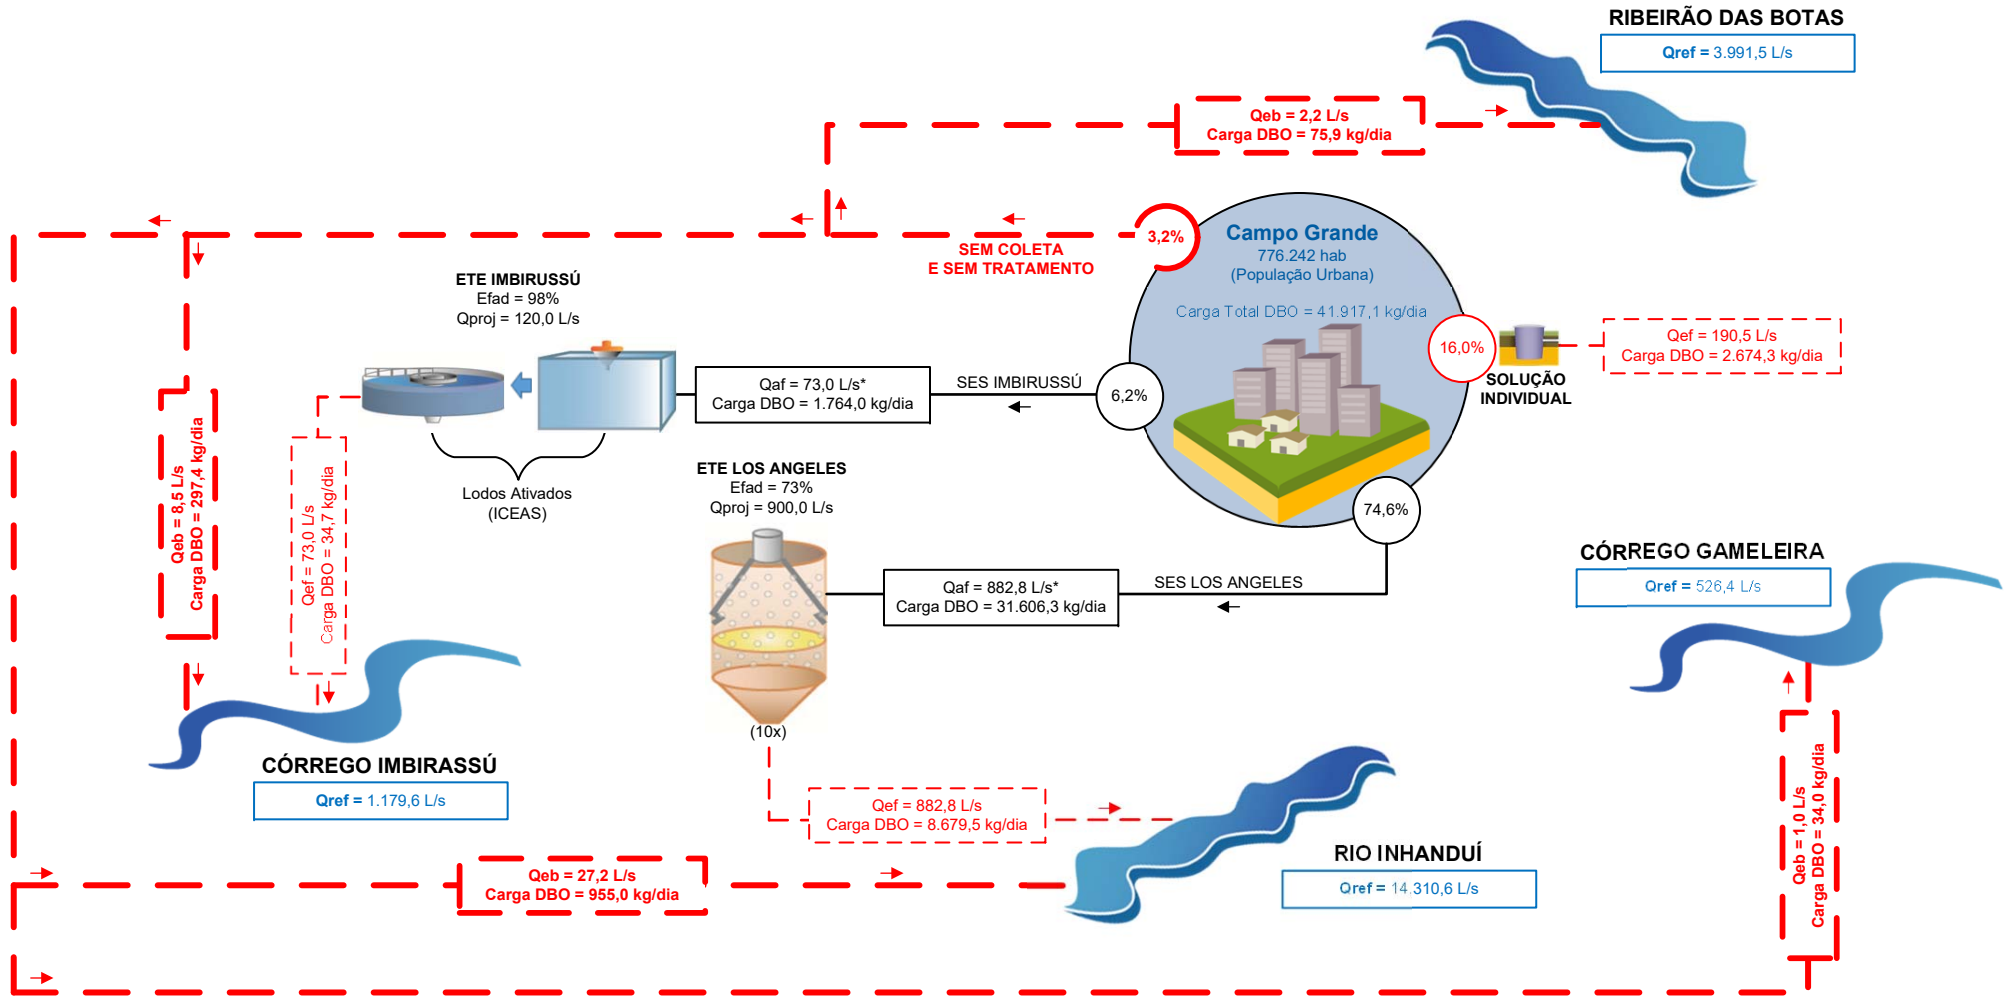 RIBEIRÃO DAS BOTAS
Qref = 3.991,5 L/s
Qeb = 2,2 L/s
Carga DBO = 75,9 kg/dia
3,2%
SEM COLETA
E SEM TRATAMENTO
Campo Grande
776.242 hab
(População Urbana)
Carga Total DBO = 41.917,1 kg/dia
ETE IMBIRUSSÚ
Efad = 98%
Qproj = 120,0 L/s
Qaf = 73,0 L/s*
Carga DBO = 1.764,0 kg/dia
SES IMBIRUSSÚ
6,2%
16,0%
SOLUÇÃO
INDIVIDUAL
Qef = 190,5 L/s
Carga DBO = 2.674,3 kg/dia
Lodos Ativados
(ICEAS)
Qeb = 8,5 L/s
Carga DBO = 297,4 kg/dia
Qef = 73,0 L/s
Carga DBO = 34,7 kg/dia
ETE LOS ANGELES
Efad = 73%
Qproj = 900,0 L/s
74,6%
Qaf = 882,8 L/s*
Carga DBO = 31.606,3 kg/dia
SES LOS ANGELES
(10x)
CÓRREGO GAMELEIRA
Qref = 526,4 L/s
CÓRREGO IMBIRASSÚ
Qref = 1.179,6 L/s
Qef = 882,8 L/s
Carga DBO = 8.679,5 kg/dia
Qeb = 1,0 L/s
Carga DBO = 34,0 kg/dia
RIO INHANDUÍ
Qref = 14.310,6 L/s
Qeb = 27,2 L/s
Carga DBO = 955,0 kg/dia